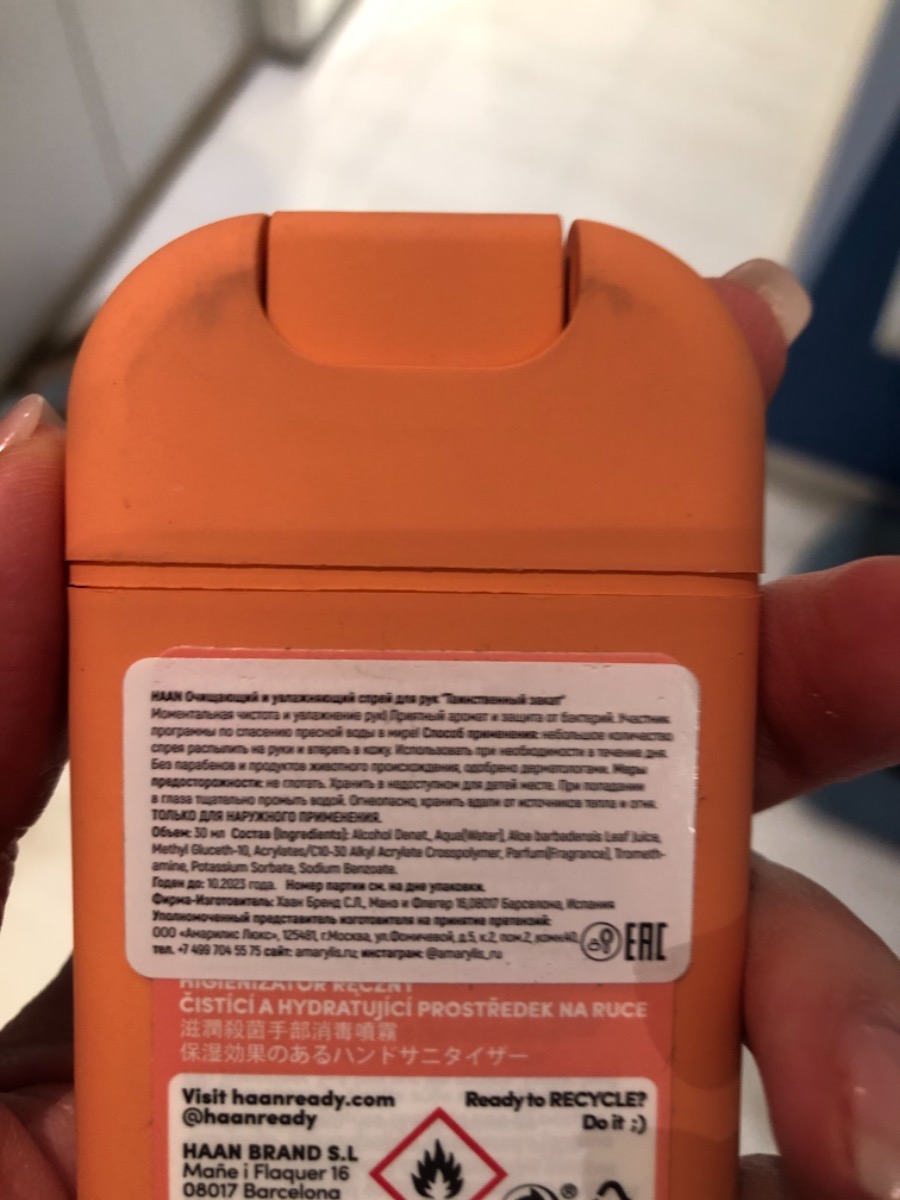 HAAN Очищающий и увлажняющий спрей для рук "Таинственный закат"
Моментальная чистота и увлажнение рук! Приятный аромат и защита от бактерий. Участник
программы по спасению пресной воды в мире! Способ применения: небольшое количество
спрея распылить на руки и втереть в кожу. Использовать при необходимости в течение дня.
Без парабенов и продуктов животного происхождения, одобрено дерматологами. Меры
предосторожности: не глотать. Хранить в недоступном для детей месте. При попадании
в глаза тщательно промыть водой. Огнеопасно, хранить вдали от источников тепла и огня.
ТОЛЬКО ДЛЯ НАРУЖНОГО ПРИМЕНЕНИЯ.
Объем: 30 мл Состав (Ingredients): Alcohol Denat., Aqua(Water), Aloe barbadensis Leaf Juice,
Methyl Gluceth-10, Acrylates/C10-30 Alkyl Acrylate Crosspolymer, Parfum(Fragrance), Trometh-
amine, Potassium Sorbate, Sodium Benzoate.
Годен до: 10.2023 года. Номер партии см. на дне упаковки.
Фирма-Изготовитель: Хаан Бренд С.Л., Манэ и Флагер 16,08017 Барселона, Испания
Уполномоченный представитель изготовителя на принятие претензий:
ООО «Амарилис Люкс», 125481, г.Москва, ул.Фоничевой, д.5, к.2, пом.2, комн40,
тел. +7 499 704 55 75 сайт: amarylis.ru; инстаграм: @amarylis_ru
EAC
HIGIENIZATOR RĘCZNY
ČISTÍCÍ A HYDRATUJÍCÍ PROSTŘEDEK NA RUCE
滋潤殺菌手部消毒噴霧
保湿効果のあるハンドサニタイザー
Visit haanready.com
@haanready
Ready to RECYCLE?
Do it ;)
HAAN BRAND S.L
Mañe i Flaquer 16
08017 Barcelona
®